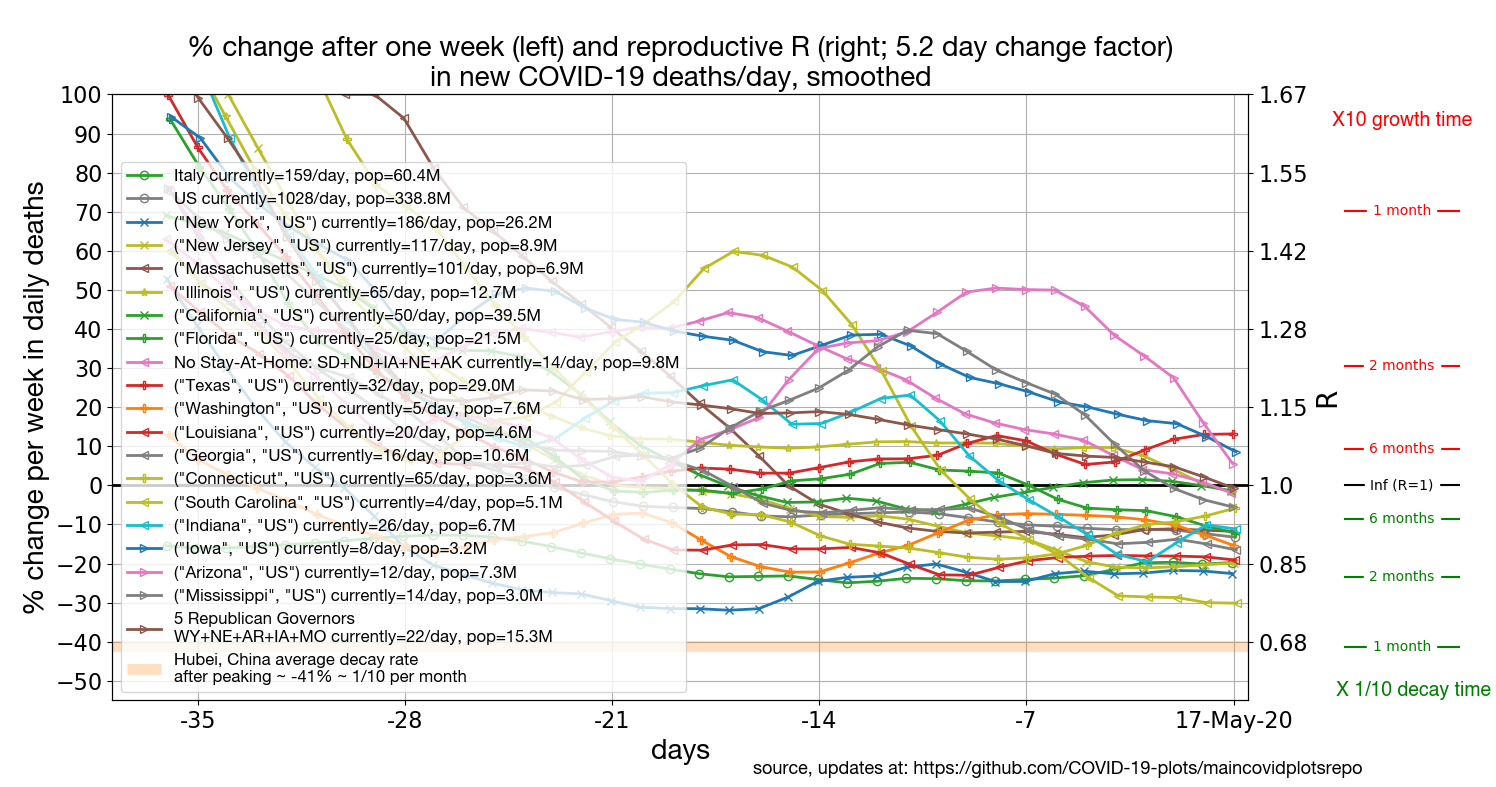 % change after one week (left) and reproductive R (right; 5.2 day change factor)
in new COVID-19 deaths/day, smoothed
% change per week in daily deaths
100
90
80
70
60
50
40
30
20
10
0
−10
−20
−30
−40
−50
Italy currently=159/day, pop=60.4M
US currently=1028/day, pop=338.8M
("New York", "US") currently=186/day, pop=26.2M
("New Jersey", "US") currently=117/day, pop=8.9M
("Massachusetts", "US") currently=101/day, pop=6.9M
("Illinois", "US") currently=65/day, pop=12.7M
("California", "US") currently=50/day, pop=39.5M
("Florida", "US") currently=25/day, pop=21.5M
No Stay-At-Home: SD+ND+IA+NE+AK currently=14/day, pop=9.8M
("Texas", "US") currently=32/day, pop=29.0M
("Washington", "US") currently=5/day, pop=7.6M
("Louisiana", "US") currently=20/day, pop=4.6M
("Georgia", "US") currently=16/day, pop=10.6M
("Connecticut", "US") currently=65/day, pop=3.6M
("South Carolina", "US") currently=4/day, pop=5.1M
("Indiana", "US") currently=26/day, pop=6.7M
("Iowa", "US") currently=8/day, pop=3.2M
("Arizona", "US") currently=12/day, pop=7.3M
("Mississippi", "US") currently=14/day, pop=3.0M
5 Republican Governors
WY+NE+AR+IA+MO currently=22/day, pop=15.3M
Hubei, China average decay rate
after peaking ~ -41% ~ 1/10 per month
1.67
1.55
1.42
1.28
1.15
1.0
0.85
0.68
R
X10 growth time
1 month
2 months
6 months
Inf (R=1)
6 months
2 months
1 month
X 1/10 decay time
-35
-28
-21
-14
-7
17-May-20
days
source, updates at: https://github.com/COVID-19-plots/maincovidplotsrepo